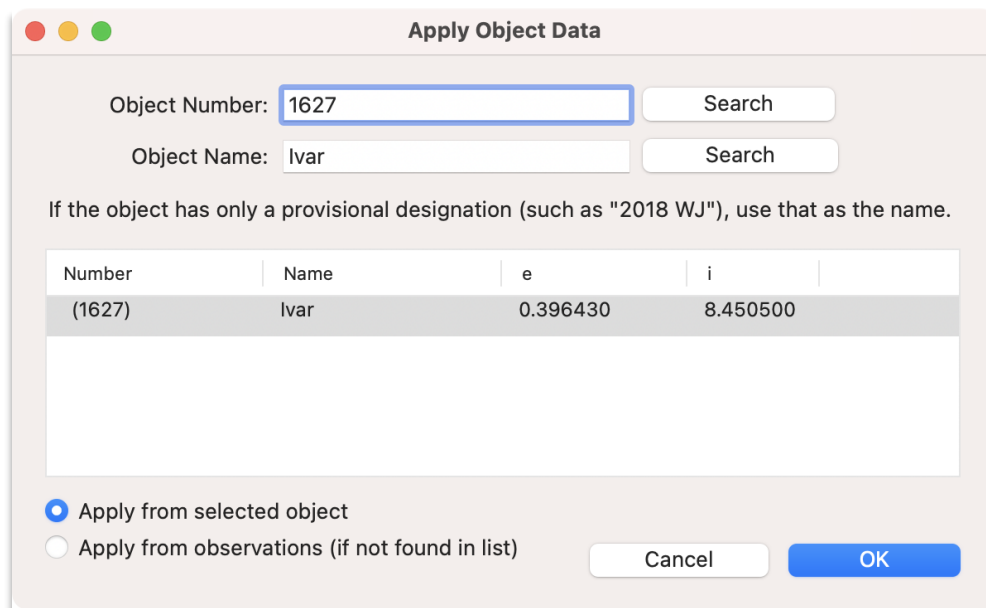 Apply Object Data
Object Number: 1627 Search
Object Name: Ivar Search
If the object has only a provisional designation (such as "2018 WJ"), use that as the name.
Number Name e i
(1627) Ivar 0.396430 8.450500
Apply from selected object
Apply from observations (if not found in list)
Cancel OK